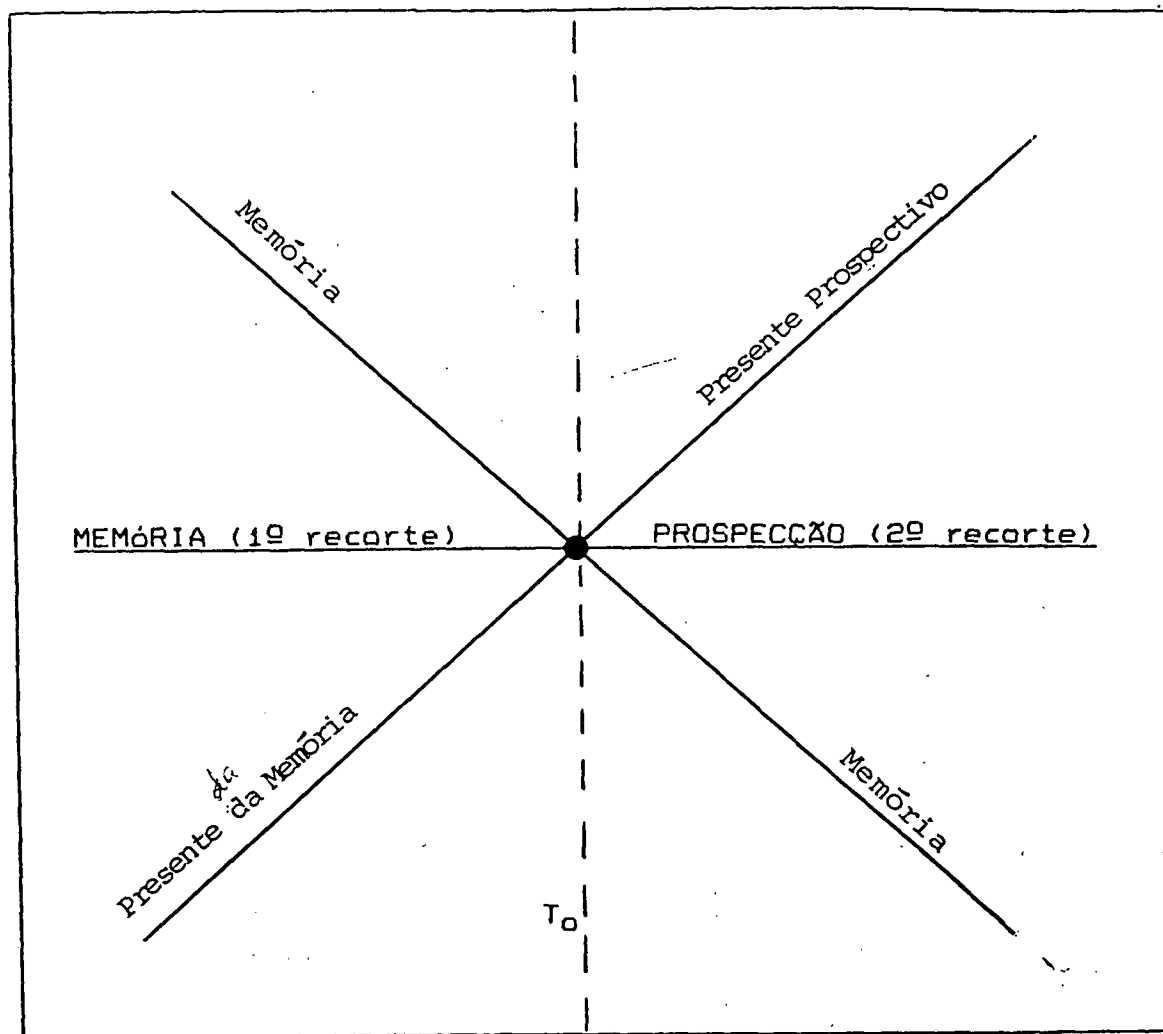 Memória
Presente Prospectivo
MEMóRIA (1º recorte)
PROSPECÇÃO (2º recorte)
da
Presente da Memória
Memória
To